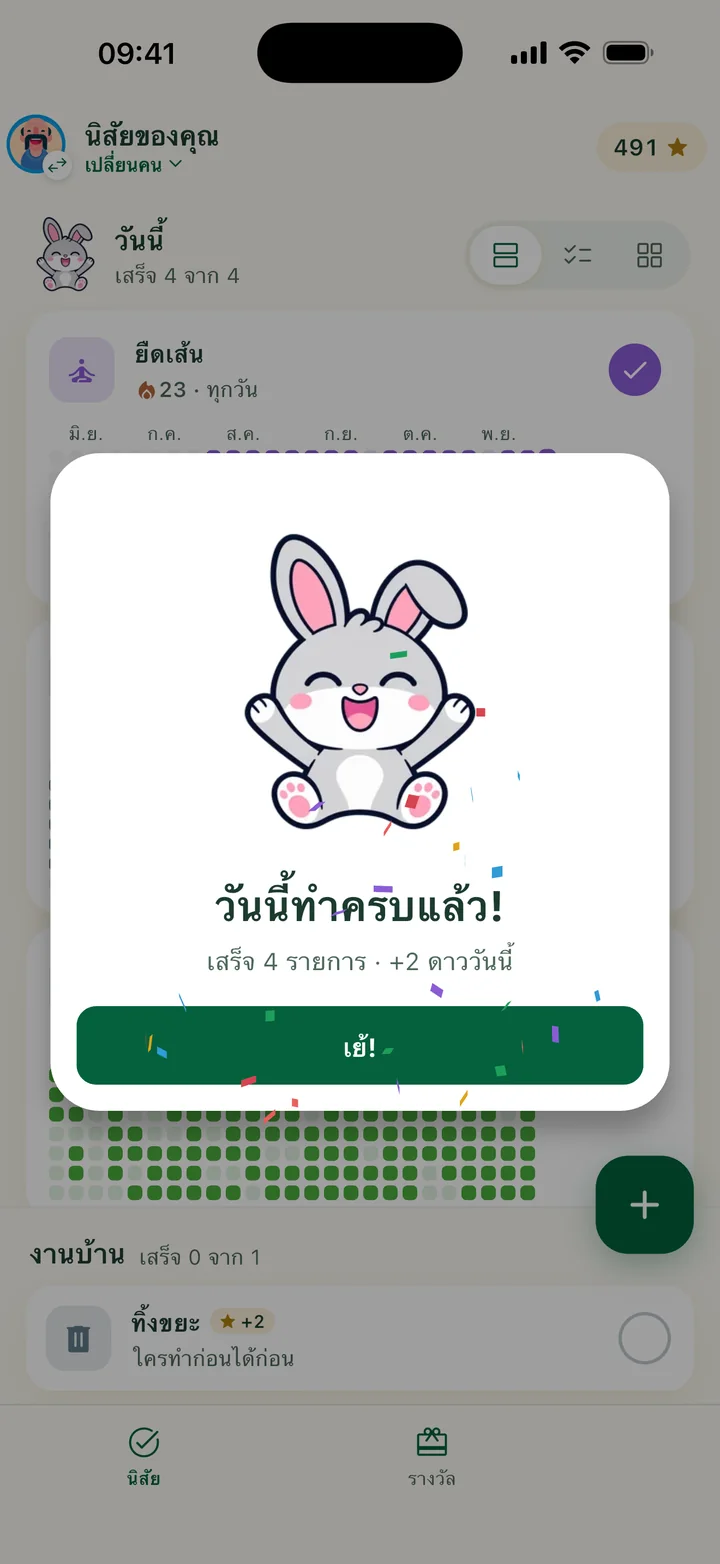 09:41
นิสัยของคุณ
เปลี่ยนคน
491
วันนี้
เสร็จ 4 จาก 4
ยืดเส้น
23 · ทุกวัน
มิ.ย. ก.ค. ส.ค. ก.ย. ต.ค. พ.ย.
วันนี้ทำครบแล้ว!
เสร็จ 4 รายการ · +2 ดาววันนี้
เย้!
งานบ้าน เสร็จ 0 จาก 1
ทิ้งขยะ +2
ใครทำก่อนได้ก่อน
นิสัย รางวัล